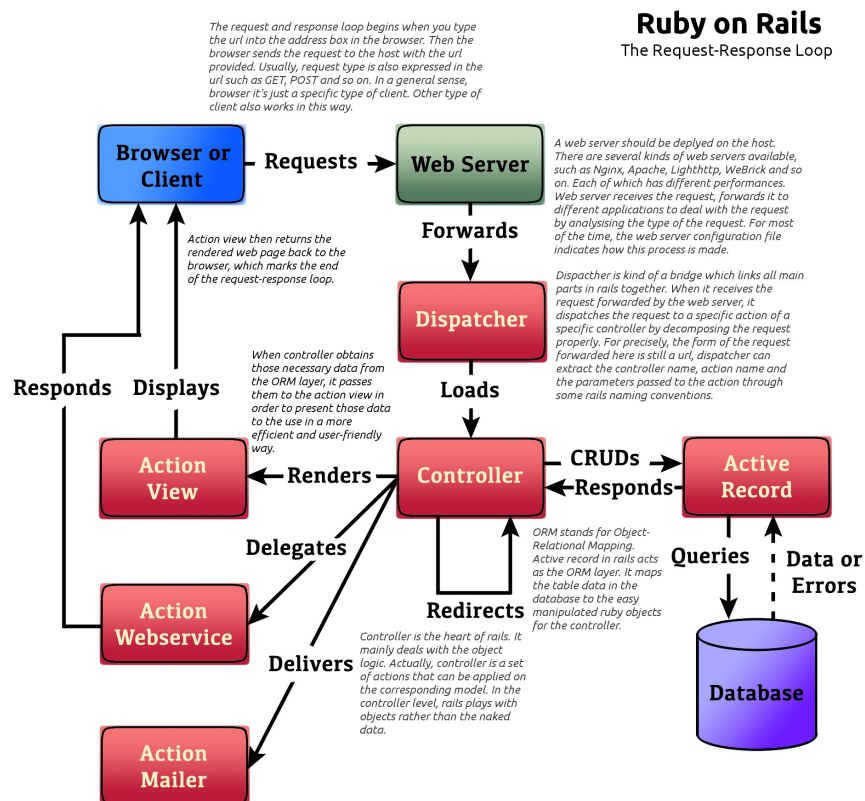 Ruby on Rails
The Request-Response Loop
The request and response loop begins when you type
the url into the address box in the browser. Then the
browser sends the request to the host with the url
provided. Usually, request type is also expressed in the
url such as GET, POST and so on. In a general sense,
browser it's just a specific type of client. Other type of
client also works in this way.
Browser or
Client
Requests
Web Server
A web server should be deplyed on the host.
There are several kinds of web servers available,
such as Nginx, Apache, Lighthttp, WeBrick and so
on. Each of which has different performances.
Web server receives the request, forwards it to
different applications to deal with the request
by analysising the type of the request. For most
of the time, the web server configuration file
indicates how this process is made.
Forwards
Action view then returns the
rendered web page back to the
browser, which marks the end
of the request-response loop.
Dispatcher
Dispacther is kind of a bridge which links all main
parts in rails together. When it receives the
request forwarded by the web server, it
dispatches the request to a specific action of a
specific controller by decomposing the request
properly. For precisely, the form of the request
forwarded here is still a url, dispatcher can
extract the controller name, action name and
the parameters passed to the action through
some rails naming conventions.
Responds
Displays
When controller obtains
those necessary data from
the ORM layer, it passes
them to the action view in
order to present those data
to the use in a more
efficient and user-friendly
way.
Loads
Action
View
Renders
Controller
CRUDs
Responds
Active
Record
Delegates
Redirects
ORM stands for Object-
Relational Mapping.
Active record in rails acts
as the ORM layer. It maps
the table data in the
database to the easy
manipulated ruby objects
for the controller.
Queries
Data or
Errors
Action
Webservice
Delivers
Controller is the heart of rails. It
mainly deals with the object
logic. Actually, controller is a set
of actions that can be applied on
the corresponding model. In the
controller level, rails plays with
objects rather than the naked
data.
Database
Action
Mailer